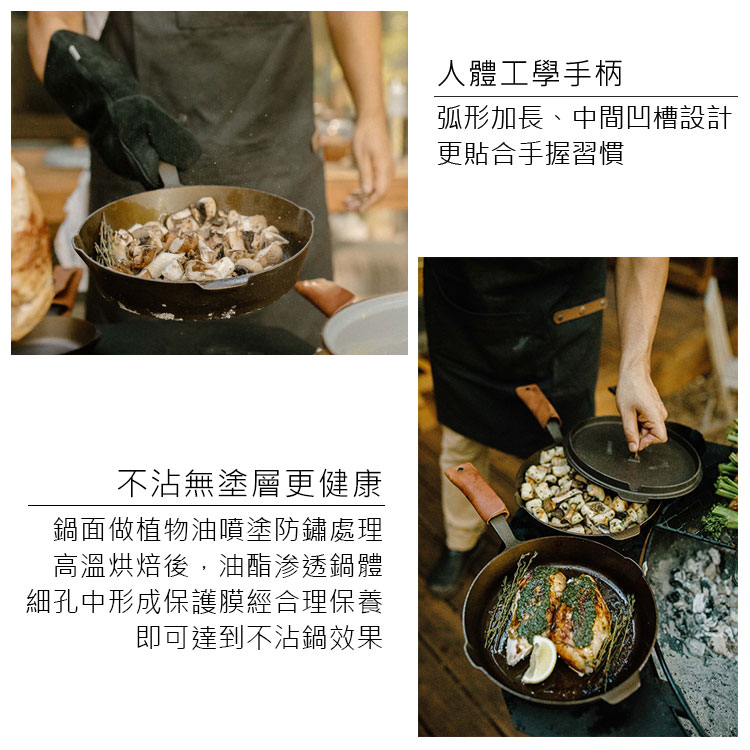 人體工學手柄
弧形加長、中間凹槽設計
更貼合手握習慣
不沾無塗層更健康
鍋面做植物油噴塗防鏽處理
高溫烘焙後，油酯滲透鍋體
細孔中形成保護膜經合理保養
即可達到不沾鍋效果